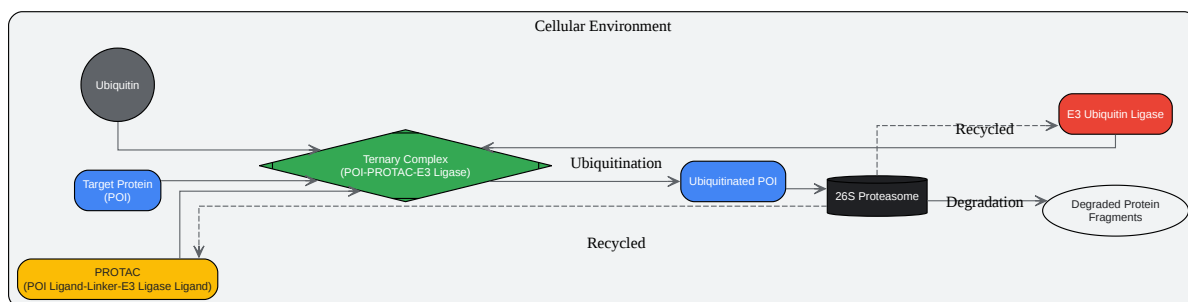 Cellular Environment
Ubiquitin
E3 Ubiquitin Ligase
Recycled
Ternary Complex
(POI-PROTAC-E3 Ligase)
Ubiquitination
Target Protein
(POI)
Ubiquitinated POI
26S Proteasome
Degradation
Degraded Protein
Fragments
Recycled
PROTAC
(POI Ligand-Linker-E3 Ligase Ligand)